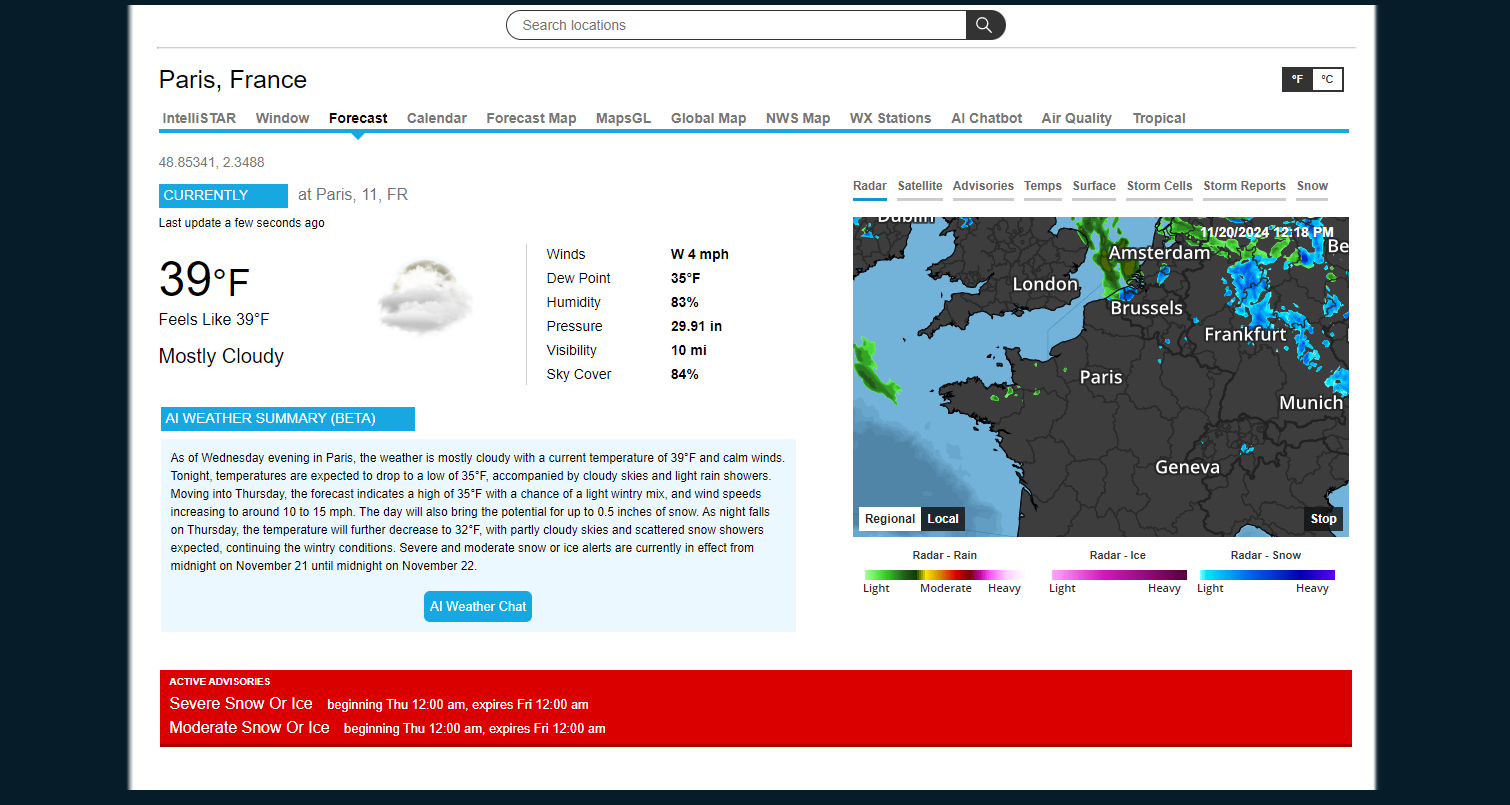 Search locations
Paris, France
°F °C
IntelliSTAR Window Forecast Calendar Forecast Map MapsGL Global Map NWS Map WX Stations AI Chatbot Air Quality Tropical
48.85341, 2.3488
CURRENTLY at Paris, 11, FR
Last update a few seconds ago
39°F
Feels Like 39°F
Mostly Cloudy
Winds W 4 mph
Dew Point 35°F
Humidity 83%
Pressure 29.91 in
Visibility 10 mi
Sky Cover 84%
AI WEATHER SUMMARY (BETA)
As of Wednesday evening in Paris, the weather is mostly cloudy with a current temperature of 39°F and calm winds.
Tonight, temperatures are expected to drop to a low of 35°F, accompanied by cloudy skies and light rain showers.
Moving into Thursday, the forecast indicates a high of 35°F with a chance of a light wintry mix, and wind speeds
increasing to around 10 to 15 mph. The day will also bring the potential for up to 0.5 inches of snow. As night falls
on Thursday, the temperature will further decrease to 32°F, with partly cloudy skies and scattered snow showers
expected, continuing the wintry conditions. Severe and moderate snow or ice alerts are currently in effect from
midnight on November 21 until midnight on November 22.
AI Weather Chat
Radar Satellite Advisories Temps Surface Storm Cells Storm Reports Snow
Dublin
11/20/2024 12:18 PM
Be
Amsterdam
London
Brussels
Frankfurt
Paris
Munich
Geneva
Regional Local
Stop
Radar - Rain
Light Moderate Heavy
Radar - Ice
Light Heavy
Radar - Snow
Light Heavy
ACTIVE ADVISORIES
Severe Snow Or Ice beginning Thu 12:00 am, expires Fri 12:00 am
Moderate Snow Or Ice beginning Thu 12:00 am, expires Fri 12:00 am